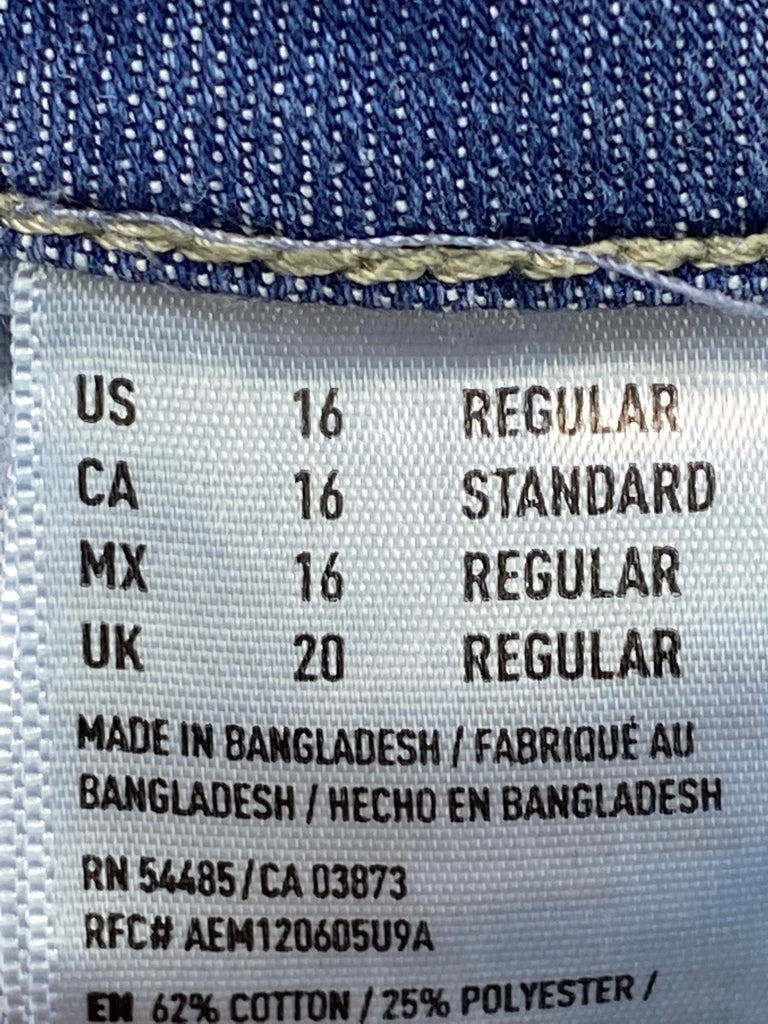 US 16 REGULAR
CA 16 STANDARD
MX 16 REGULAR
UK 20 REGULAR
MADE IN BANGLADESH / FABRIQUÉ AU
BANGLADESH / HECHO EN BANGLADESH
RN 54485 / CA 03873
RFC# AEM120605U9A
EN 62% COTTON / 25% POLYESTER /